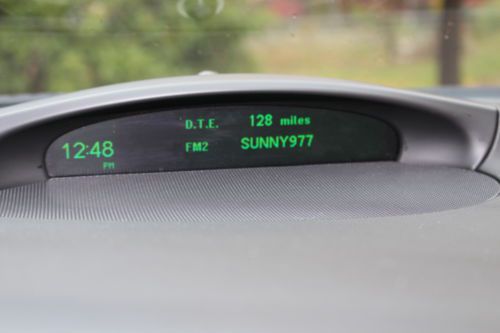 D.T.E. 128 miles
12:48 FM2 SUNNY977
PM